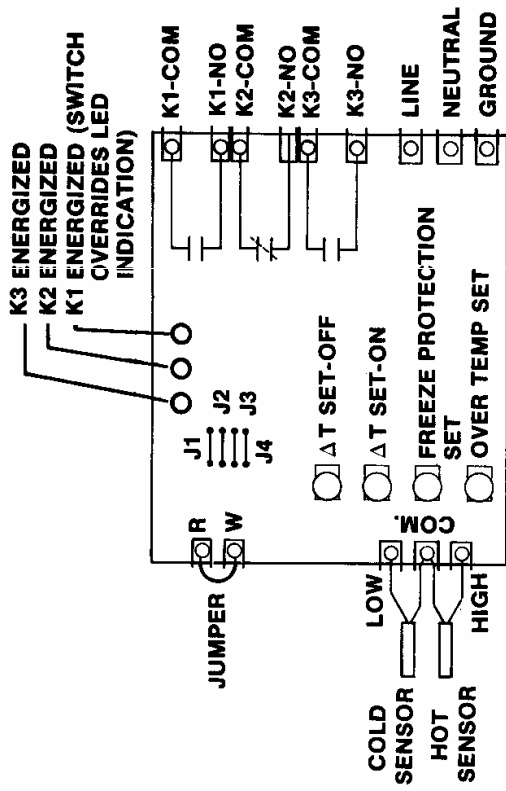 K3 ENERGIZED
K2 ENERGIZED
K1 ENERGIZED (SWITCH
OVERRIDES LED
INDICATION)
JUMPER
R
W
J1
J2
J3
J4
K1-COM
K1-NO
K2-COM
K2-NO
K3-COM
K3-NO
LINE
NEUTRAL
GROUND
Δ T SET-OFF
Δ T SET-ON
FREEZE PROTECTION
SET
OVER TEMP SET
COLD
SENSOR
HOT
SENSOR
LOW
COM.
HIGH